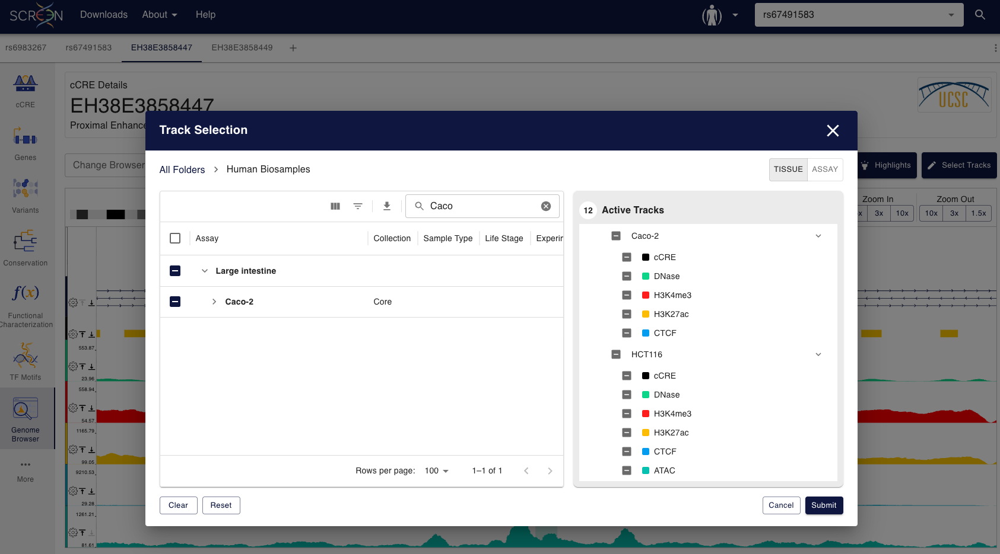 SCREEN
Downloads
About
Help
rs67491583
rs6983267
rs67491583
EH38E3858447
EH38E3858449
cCRE
Genes
Variants
Conservation
f(x)
Functional
Characterization
TF Motifs
Genome
Browser
More
cCRE Details
EH38E3858447
Proximal Enhance
UCSC
Change Browser
Highlights
Select Tracks
Zoom In
Zoom Out
3x
10x
10x
3x
1.5x
553.87
23.96
558.94
54.57
1165.79
99.05
9210.53
29.28
1261.21
81.61
Track Selection
All Folders
Human Biosamples
TISSUE
ASSAY
Caco
Assay
Collection
Sample Type
Life Stage
Experim
Large intestine
Caco-2
Core
Rows per page:
100
1–1 of 1
12
Active Tracks
Caco-2
cCRE
DNase
H3K4me3
H3K27ac
CTCF
HCT116
cCRE
DNase
H3K4me3
H3K27ac
CTCF
ATAC
Clear
Reset
Cancel
Submit